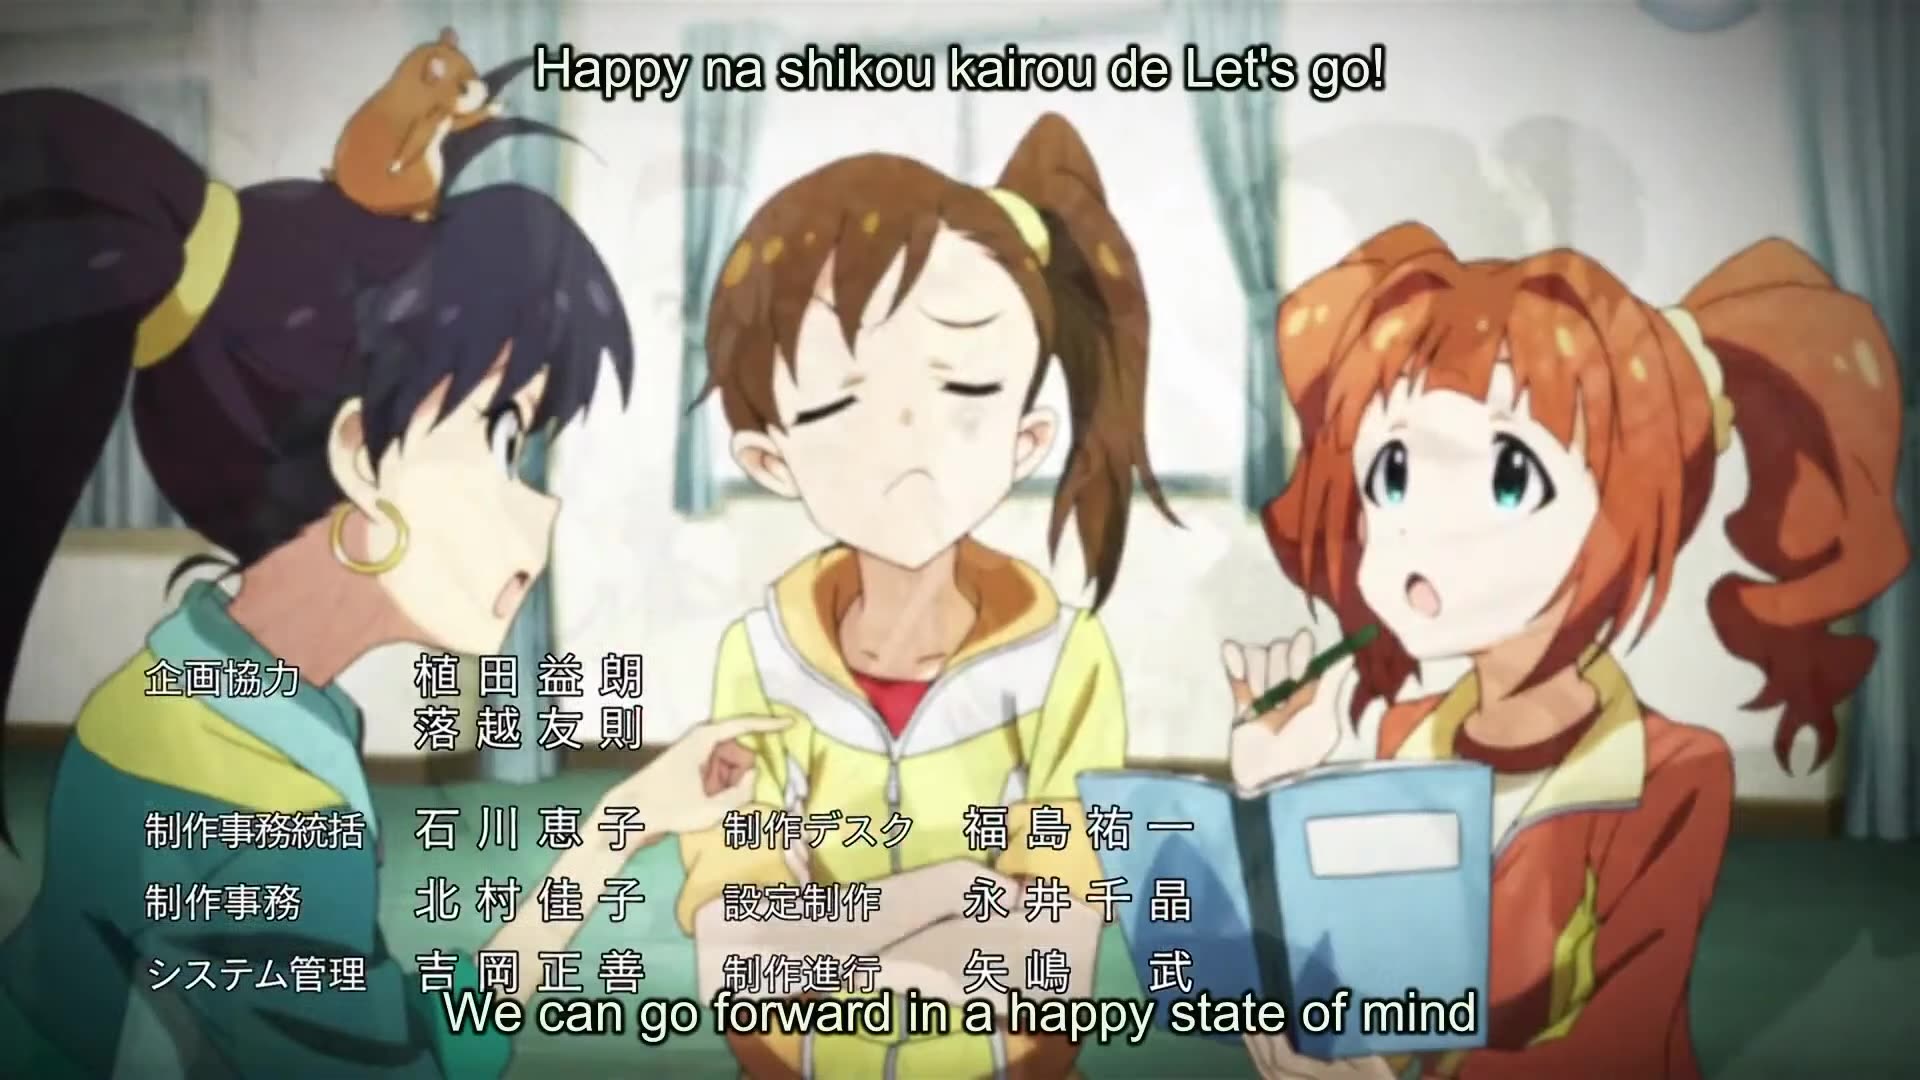 Happy na shikou kairou de Let's go!
企画協力 植田益朗
落越友則
制作事務統括 石川恵子 制作デスク 福島祐一
制作事務 北村佳子 設定制作 永井千晶
システム管理 吉岡正善 制作進行 矢嶋 武
We can go forward in a happy state of mind